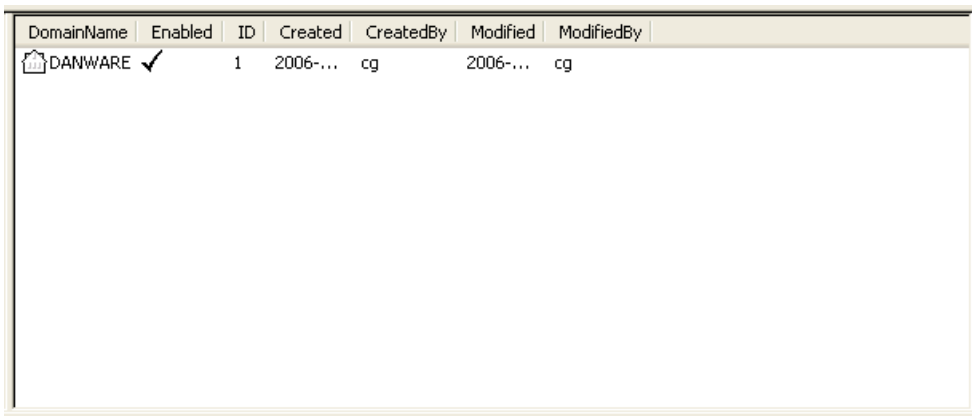 DomainName Enabled ID Created CreatedBy Modified ModifiedBy
DANWARE 1 2006-... cg 2006-... cg